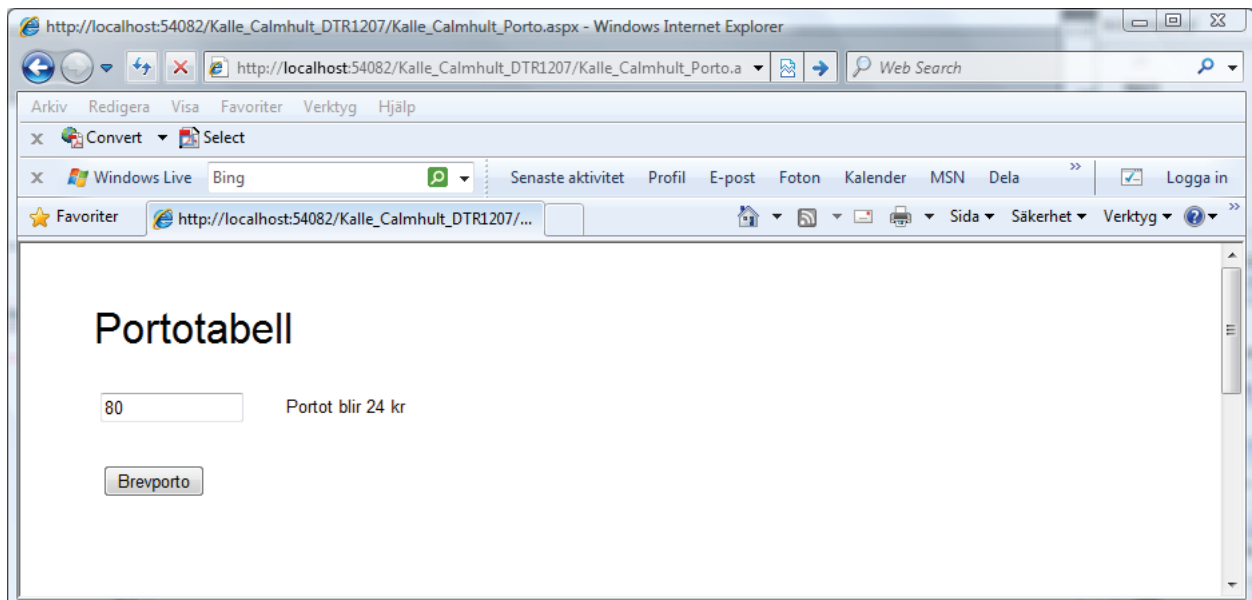 http://localhost:54082/Kalle_Calmhult_DTR1207/Kalle_Calmhult_Porto.aspx - Windows Internet Explorer
http://localhost:54082/Kalle_Calmhult_DTR1207/Kalle_Calmhult_Porto.a Web Search
Arkiv Redigera Visa Favoriter Verktyg Hjälp
x Convert Select
x Windows Live Bing Senaste aktivitet Profil E-post Foton Kalender MSN Dela » Logga in
Favoriter http://localhost:54082/Kalle_Calmhult_DTR1207/... Sida Säkerhet Verktyg »
Portotabell
80 Portot blir 24 kr
Brevporto